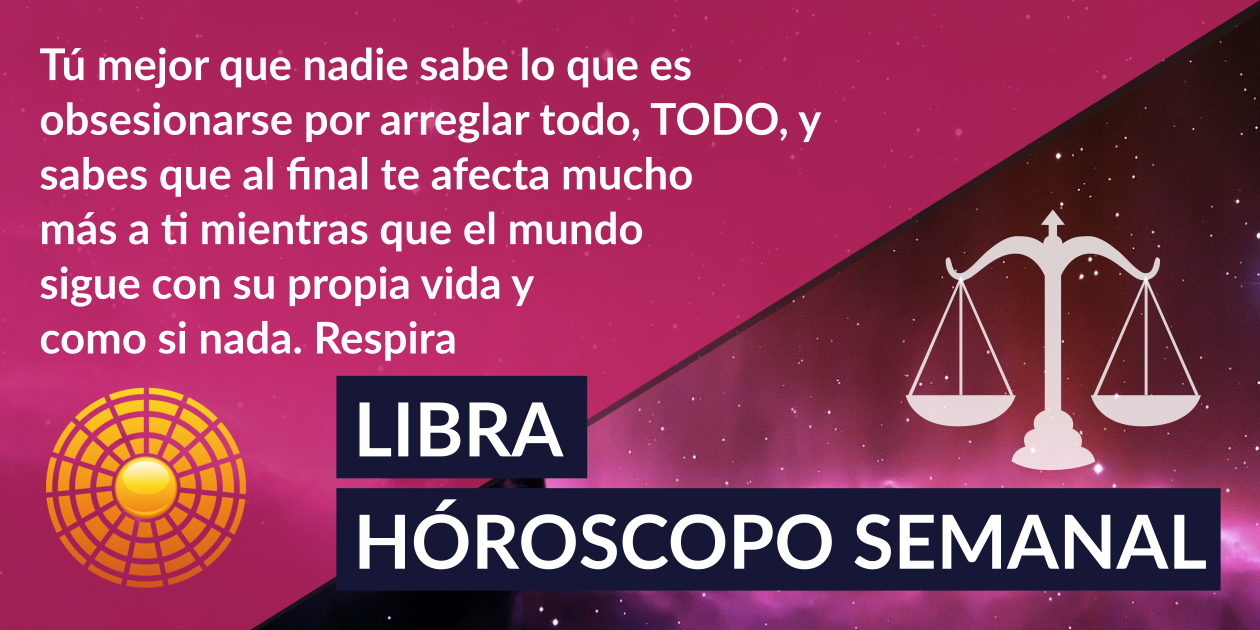 Tú mejor que nadie sabe lo que es
obsesionarse por arreglar todo, TODO, y
sabes que al final te afecta mucho
más a ti mientras que el mundo
sigue con su propia vida y
como si nada. Respira
LIBRA
HÓROSCOPO SEMANAL